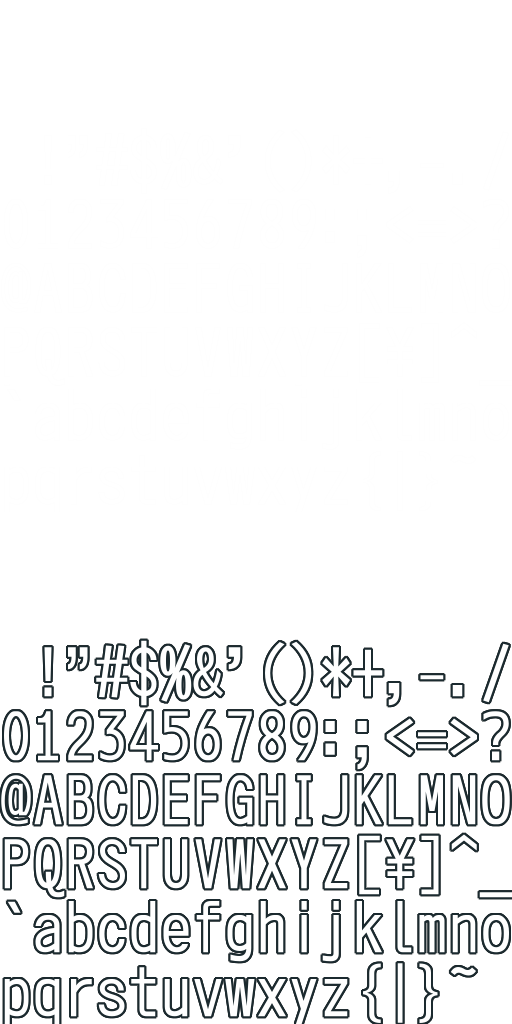 !”#$%&’()*+,-./
0123456789:;<=>?
@ABCDEFGHIJKLMNO
PQRSTUVWXYZ[¥]^_
`abcdefghijklmno
pqrstuvwxyz{|}~